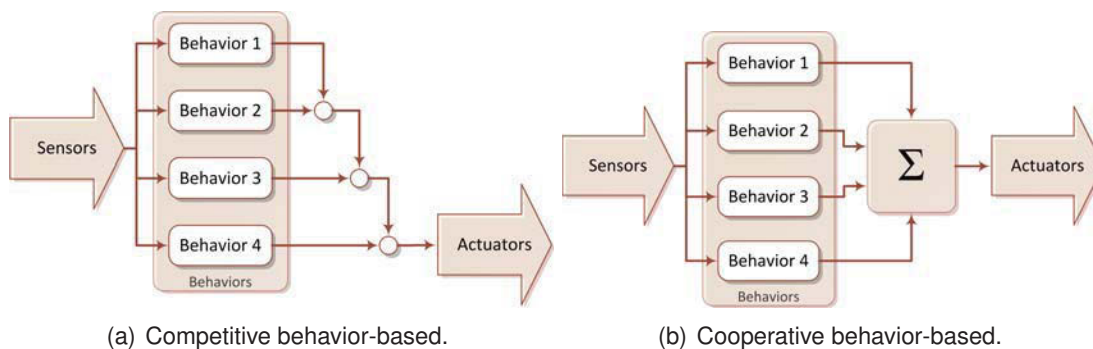 Sensors
Behavior 1
Behavior 2
Behavior 3
Behavior 4
Behaviors
Actuators
(a) Competitive behavior-based.
Sensors
Behavior 1
Behavior 2
Behavior 3
Behavior 4
Behaviors
Σ
Actuators
(b) Cooperative behavior-based.